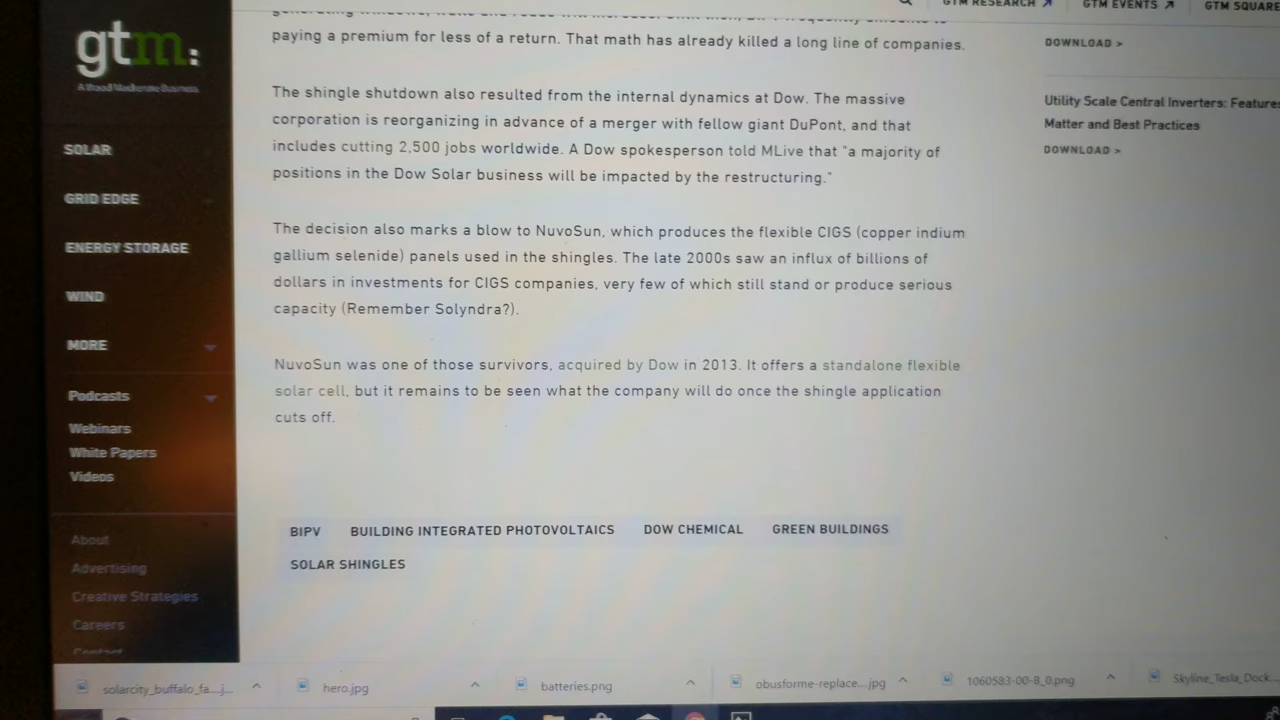 GTM RESEARCH
GTM EVENTS
GTM SQUARE
gtm:
A Wood Mackenzie Business
SOLAR
GRID EDGE
ENERGY STORAGE
WIND
MORE
Podcasts
Webinars
White Papers
Videos
About
Advertising
Creative Strategies
Careers
paying a premium for less of a return. That math has already killed a long line of companies.
The shingle shutdown also resulted from the internal dynamics at Dow. The massive
corporation is reorganizing in advance of a merger with fellow giant DuPont, and that
includes cutting 2,500 jobs worldwide. A Dow spokesperson told MLive that "a majority of
positions in the Dow Solar business will be impacted by the restructuring."
The decision also marks a blow to NuvoSun, which produces the flexible CIGS (copper indium
gallium selenide) panels used in the shingles. The late 2000s saw an influx of billions of
dollars in investments for CIGS companies, very few of which still stand or produce serious
capacity (Remember Solyndra?).
NuvoSun was one of those survivors, acquired by Dow in 2013. It offers a standalone flexible
solar cell, but it remains to be seen what the company will do once the shingle application
cuts off.
BIPV BUILDING INTEGRATED PHOTOVOLTAICS DOW CHEMICAL GREEN BUILDINGS
SOLAR SHINGLES
DOWNLOAD >
Utility Scale Central Inverters: Features
Matter and Best Practices
DOWNLOAD >
solarcity_buffalo_fa....j... hero.jpg batteries.png obusforme-replace...jpg 1060583-00-B_0.png Skyline_Tesla_Dock...